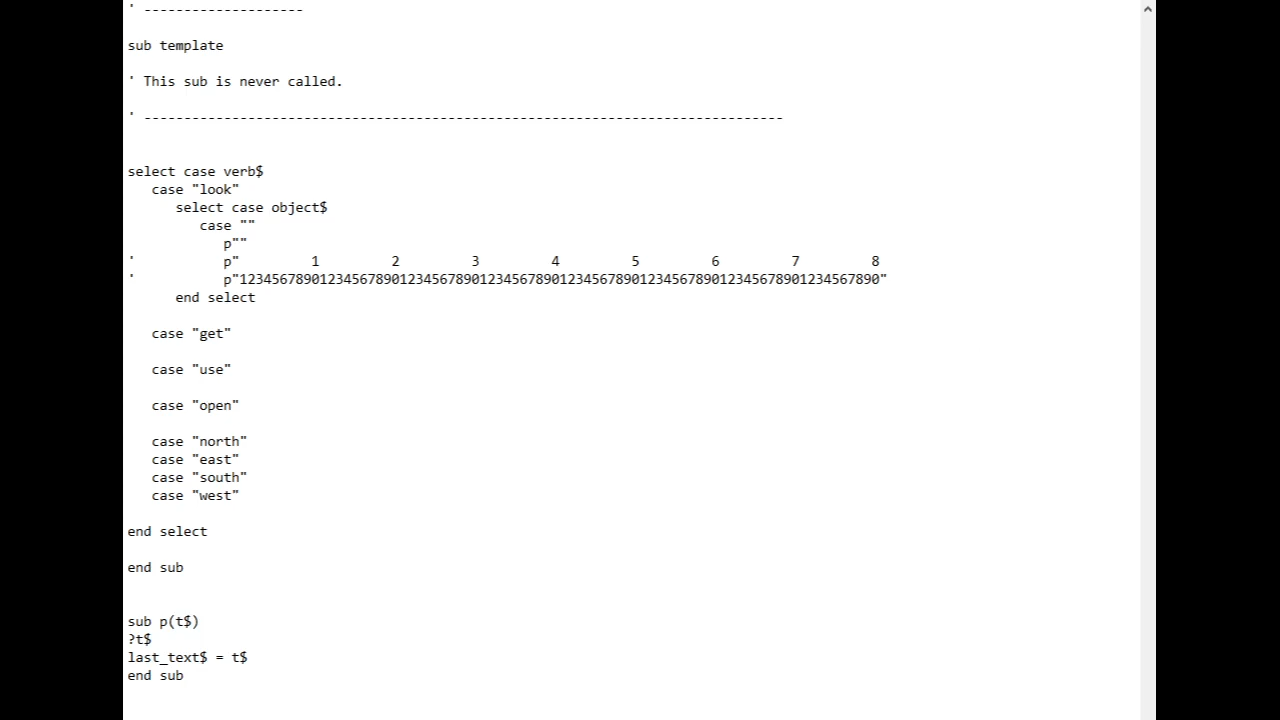 ' --------------------
sub template
' This sub is never called.
' --------------------------------------------------------------------------------
select case verb$
   case "look"
      select case object$
         case ""
            p""
'           p"         1         2         3         4         5         6         7         8
'           p"12345678901234567890123456789012345678901234567890123456789012345678901234567890"
      end select
   case "get"
   case "use"
   case "open"
   case "north"
   case "east"
   case "south"
   case "west"
end select
end sub
sub p(t$)
?t$
last_text$ = t$
end sub